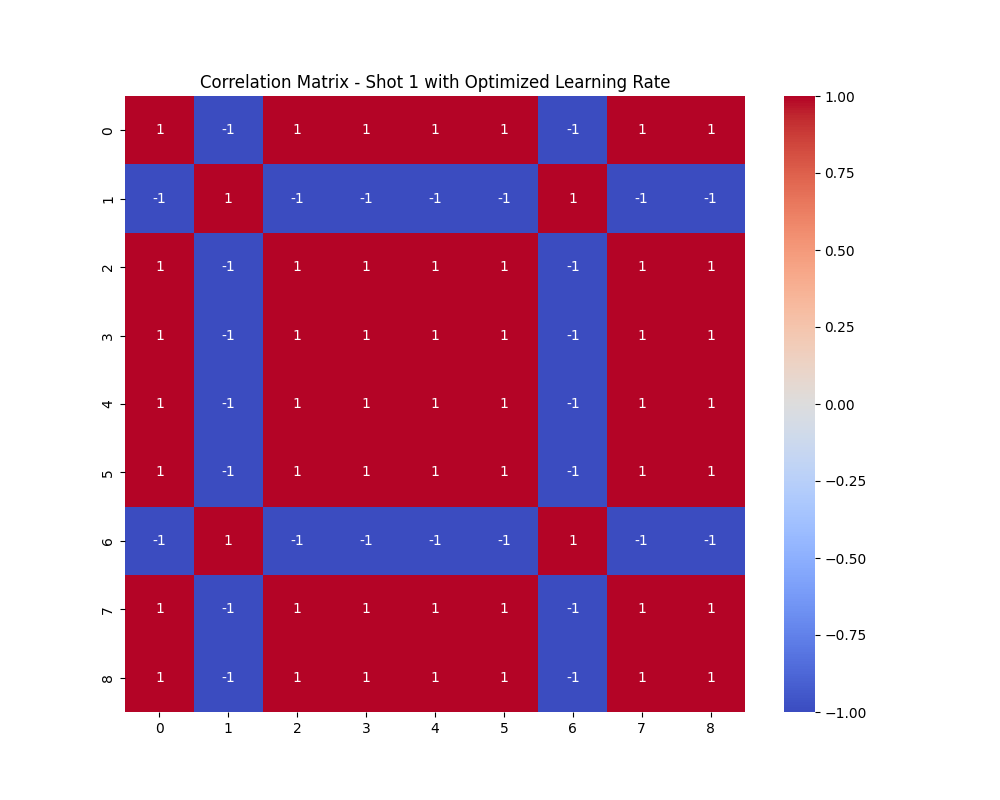 Correlation Matrix - Shot 1 with Optimized Learning Rate
0 1 -1 1 1 1 1 -1 1 1
1 -1 1 -1 -1 -1 -1 1 -1 -1
2 1 -1 1 1 1 1 -1 1 1
3 1 -1 1 1 1 1 -1 1 1
4 1 -1 1 1 1 1 -1 1 1
5 1 -1 1 1 1 1 -1 1 1
6 -1 1 -1 -1 -1 -1 1 -1 -1
7 1 -1 1 1 1 1 -1 1 1
8 1 -1 1 1 1 1 -1 1 1
0 1 2 3 4 5 6 7 8
1.00
0.75
0.50
0.25
0.00
−0.25
−0.50
−0.75
−1.00